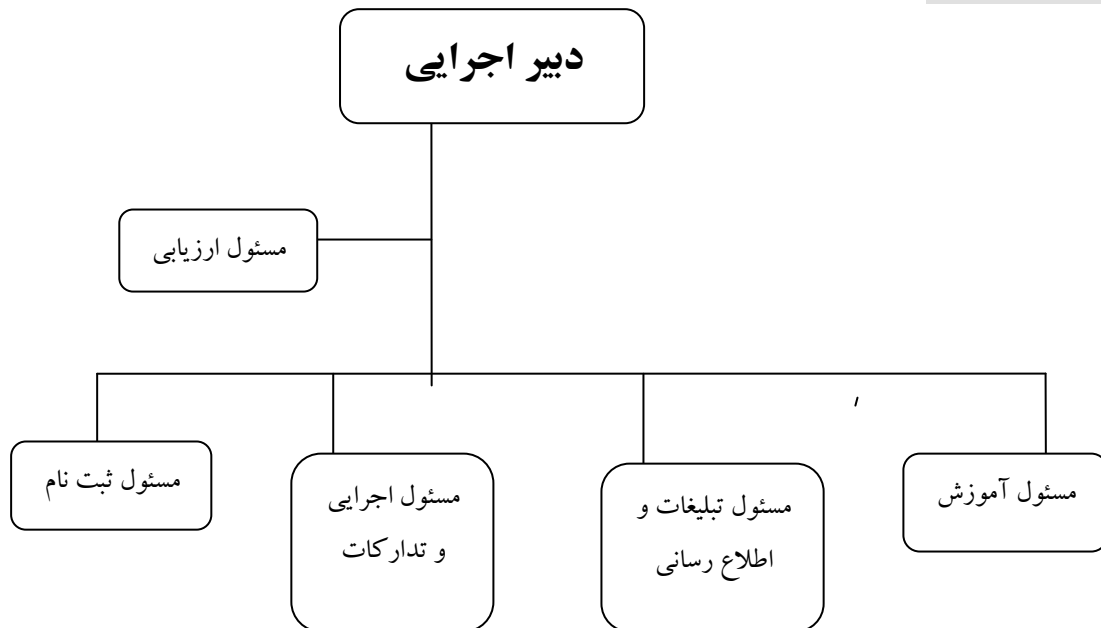 دبیر اجرایی
مسئول ارزیابی
مسئول آموزش
مسئول تبلیغات و
اطلاع رسانی
مسئول اجرایی
و تدارکات
مسئول ثبت نام